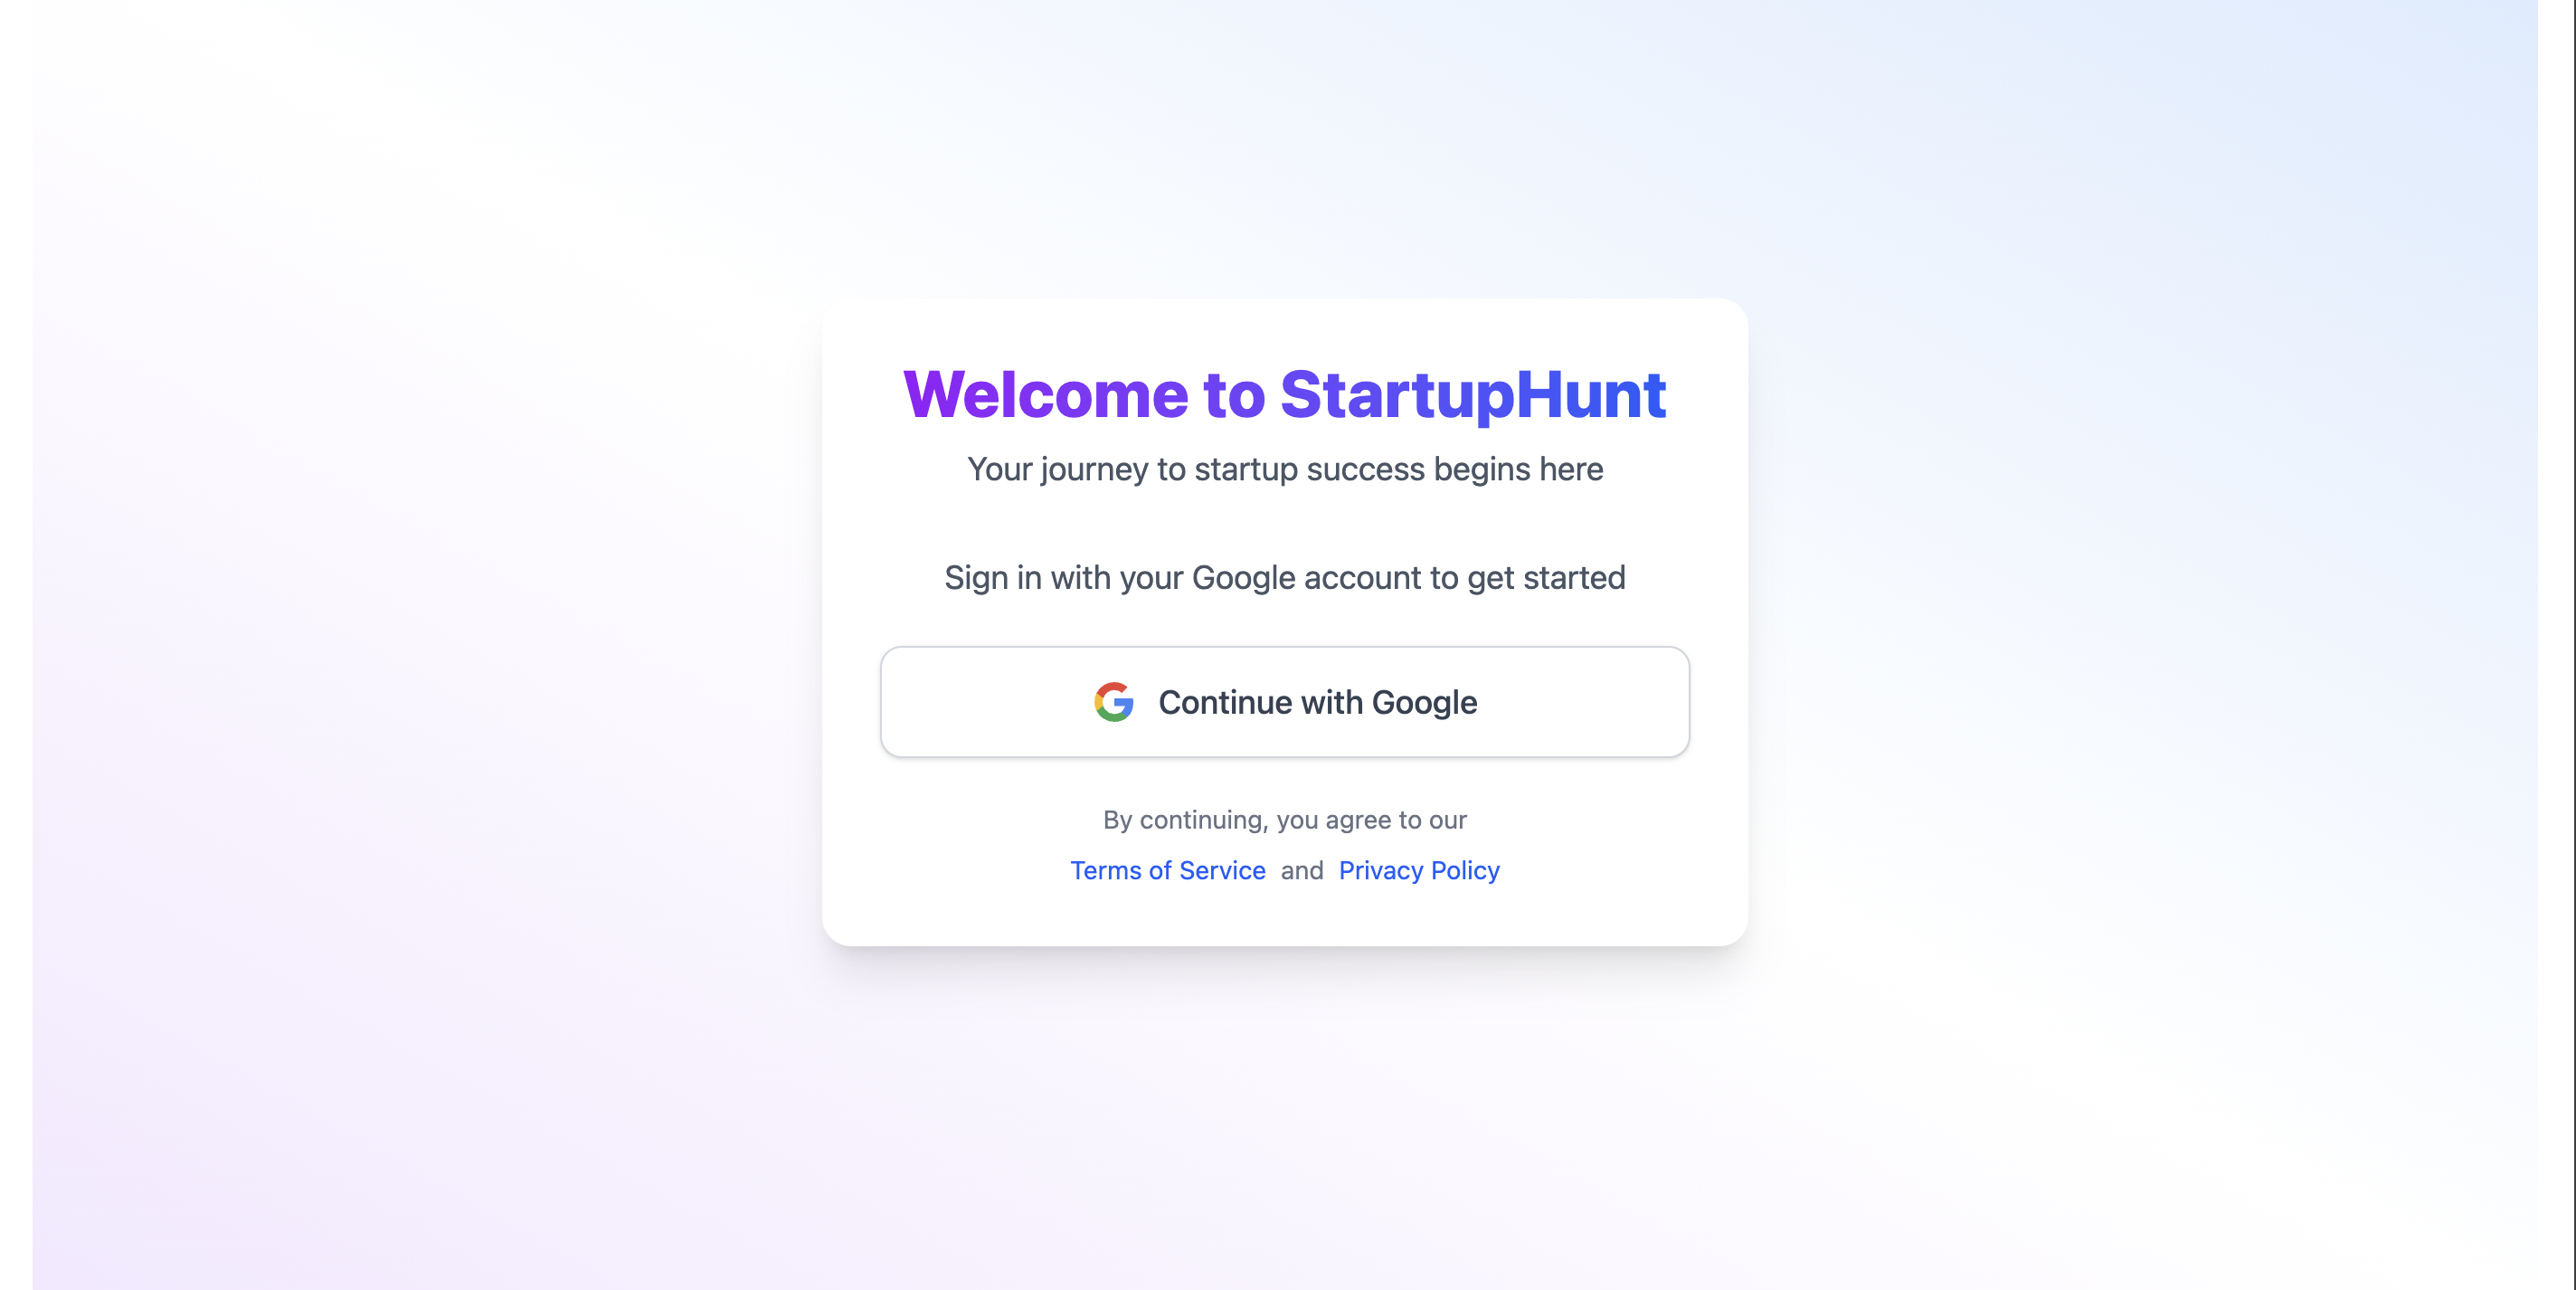 Welcome to StartupHunt
Your journey to startup success begins here
Sign in with your Google account to get started
Continue with Google
By continuing, you agree to our
Terms of Service and Privacy Policy